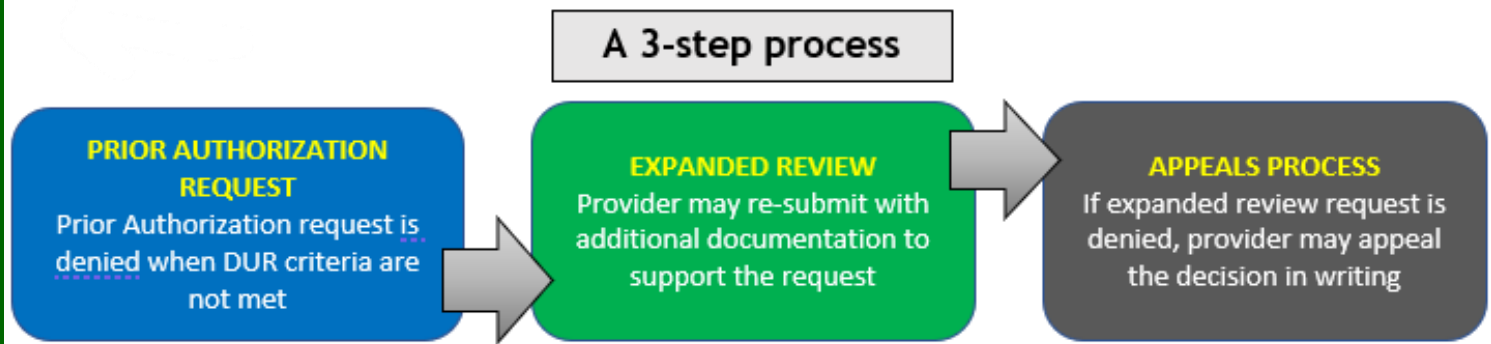 A 3-step process
PRIOR AUTHORIZATION
REQUEST
Prior Authorization request is
denied when DUR criteria are
not met
EXPANDED REVIEW
Provider may re-submit with
additional documentation to
support the request
APPEALS PROCESS
If expanded review request is
denied, provider may appeal
the decision in writing